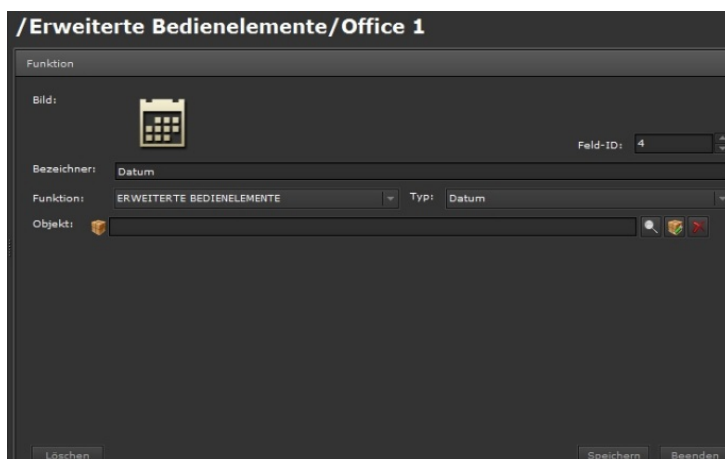 /Erweiterte Bedienelemente/Office 1
Funktion
Bild:
Feld-ID: 4
Bezeichner: Datum
Funktion: ERWEITERTE BEDIENELEMENTE Typ: Datum
Objekt:
Löschen Speichern Beenden